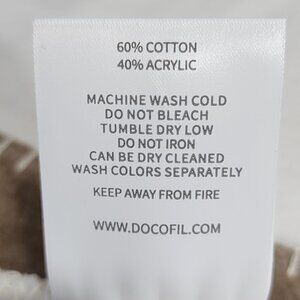 60% COTTON
40% ACRYLIC
MACHINE WASH COLD
DO NOT BLEACH
TUMBLE DRY LOW
DO NOT IRON
CAN BE DRY CLEANED
WASH COLORS SEPARATELY
KEEP AWAY FROM FIRE
WWW.DOCOFIL.COM